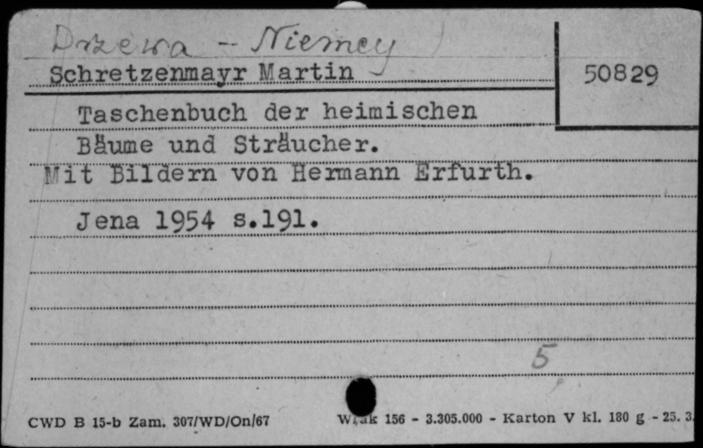 Drzewa - Niemcy
Schretzenmayr Martin
50829
Taschenbuch der heimischen
Bäume und Sträucher.
Mit Bildern von Hermann Erfurth.
Jena 1954 s.191.
5
CWD B 15-b Zam. 307/WD/On/67
156 - 3.305.000 - Karton V kl. 180 g - 25. 3.